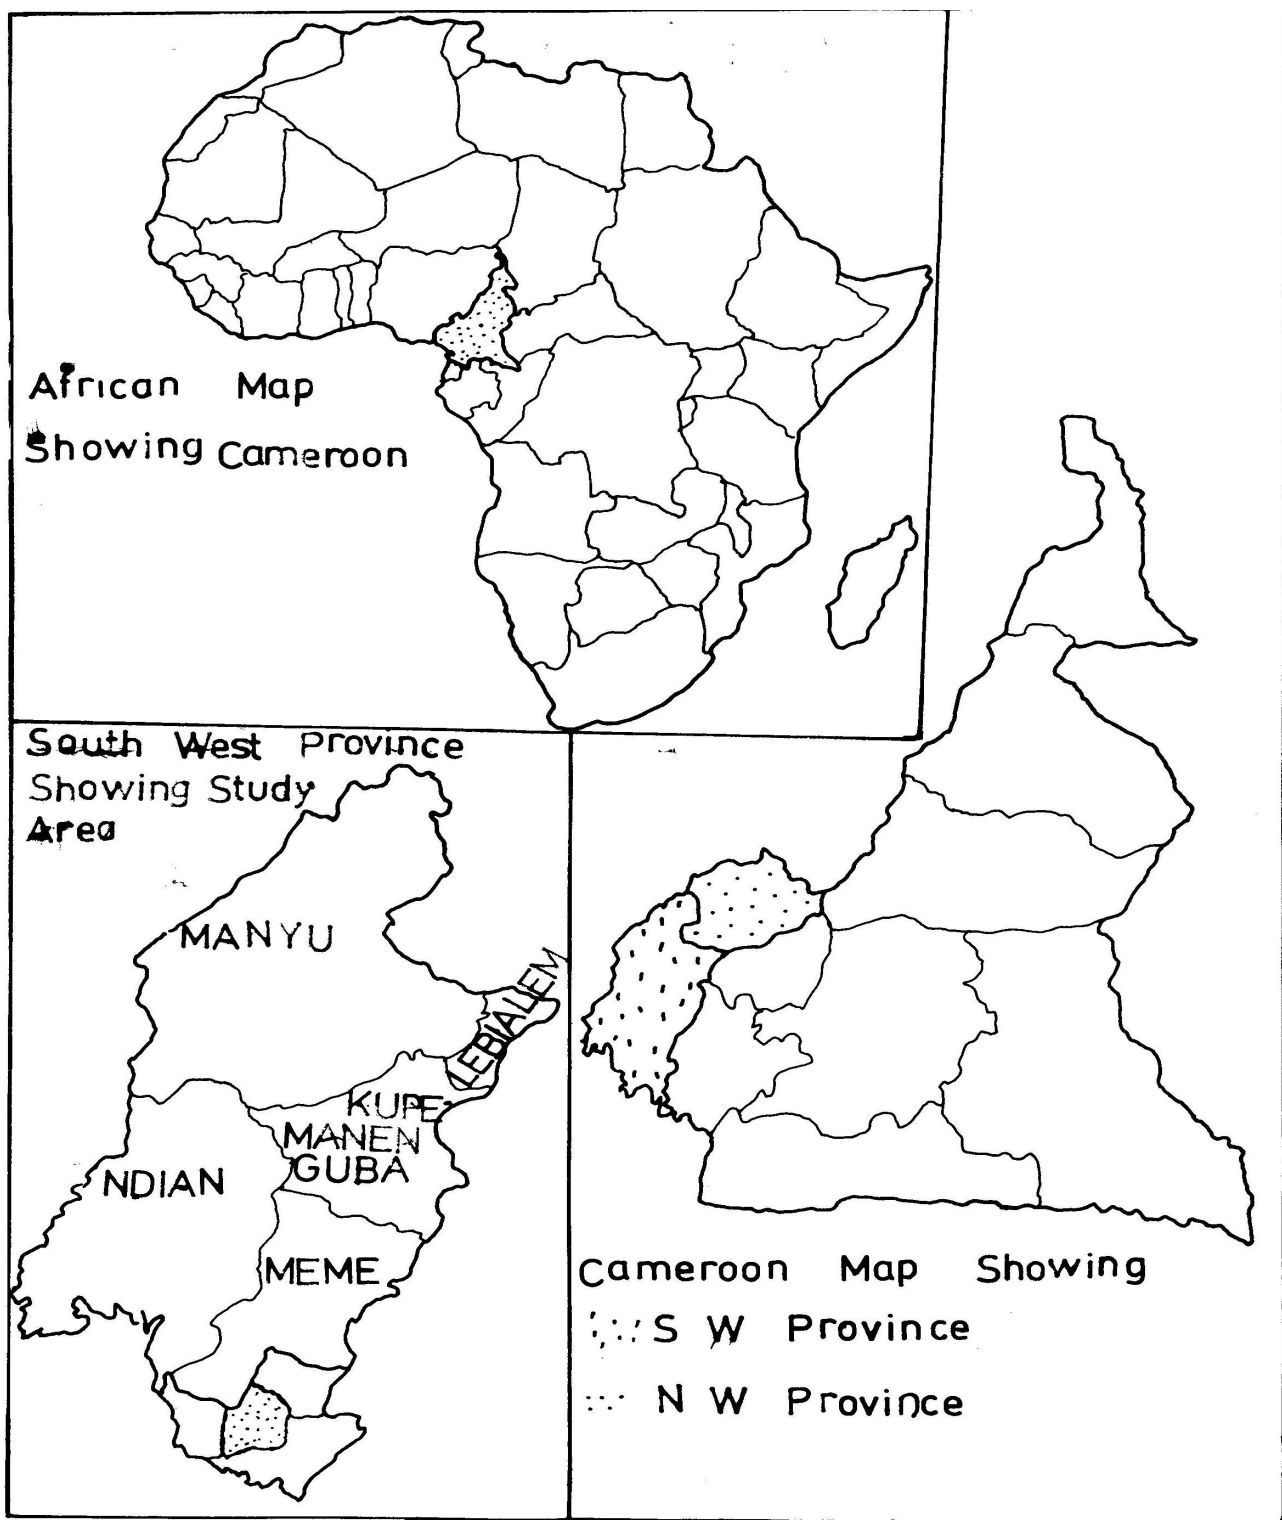 African Map
Showing Cameroon
South West Province
Showing Study
Area
MANYU
LEBIALEM
KUPE
MANEN
GUBA
NDIAN
MEME
Cameroon Map Showing
S W Province
N W Province